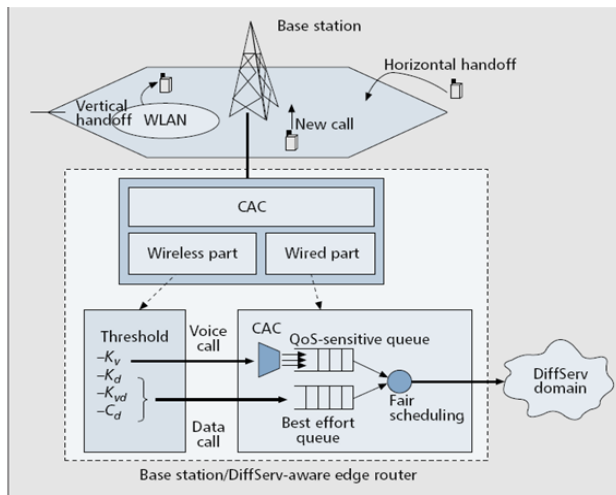 Base station
Horizontal handoff
Vertical
handoff
WLAN
New call
CAC
Wireless part
Wired part
Threshold
–Kv
–Kd
–Kvd
–Cd
Voice
call
Data
call
CAC
QoS-sensitive queue
Best effort
queue
Fair
scheduling
DiffServ
domain
Base station/DiffServ-aware edge router